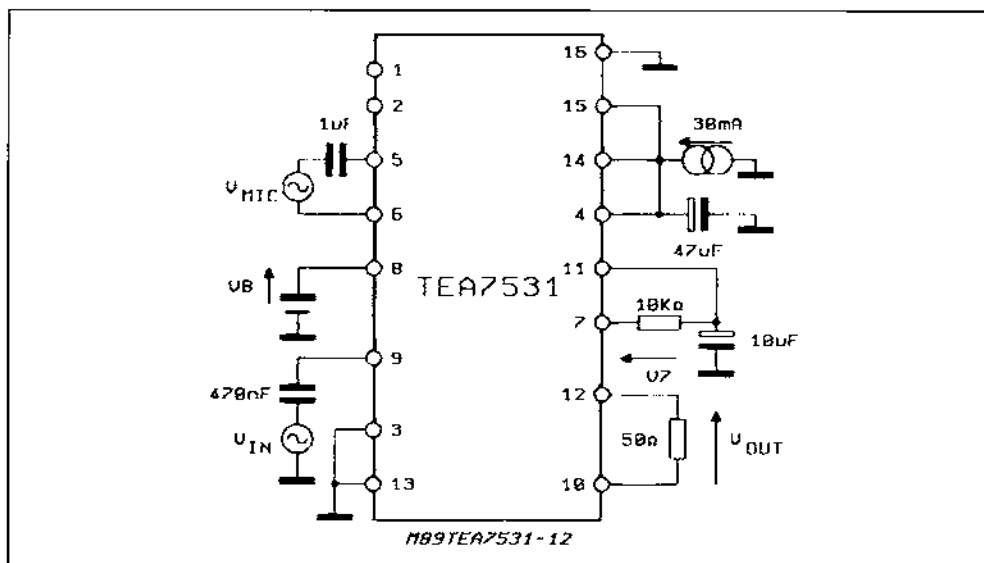 16
1
2
15
1uF
30mA
5
14
V MIC
6
4
47uF
8
11
TEA7531
V8
10KΩ
7
10uF
9
V7
12
470nF
V IN
3
50Ω
V OUT
13
10
M89TEA7531-12